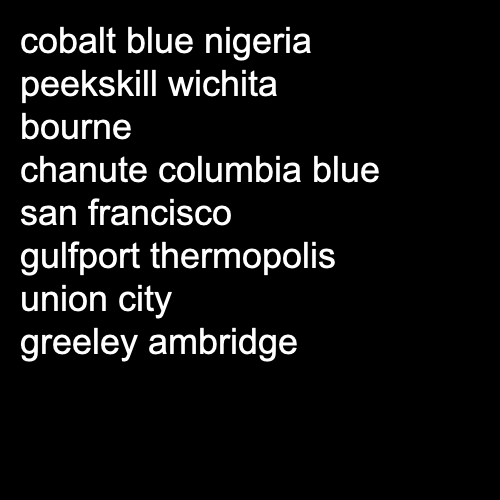 cobalt blue nigeria
peekskill wichita
bourne
chanute columbia blue
san francisco
gulfport thermopolis
union city
greeley ambridge